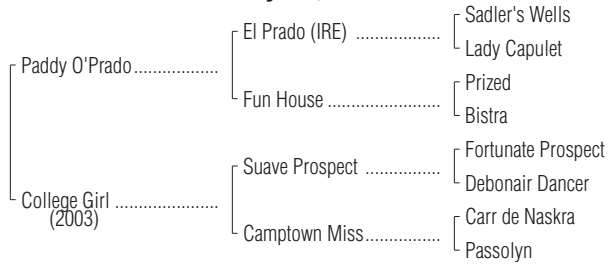 Sadler's Wells
El Prado (IRE) ..................
Lady Capulet
Paddy O'Prado..................
Prized
Fun House ........................
Bistra
Fortunate Prospect
Suave Prospect ................
Debonair Dancer
College Girl ......................
(2003)
Carr de Naskra
Camptown Miss................
Passolyn